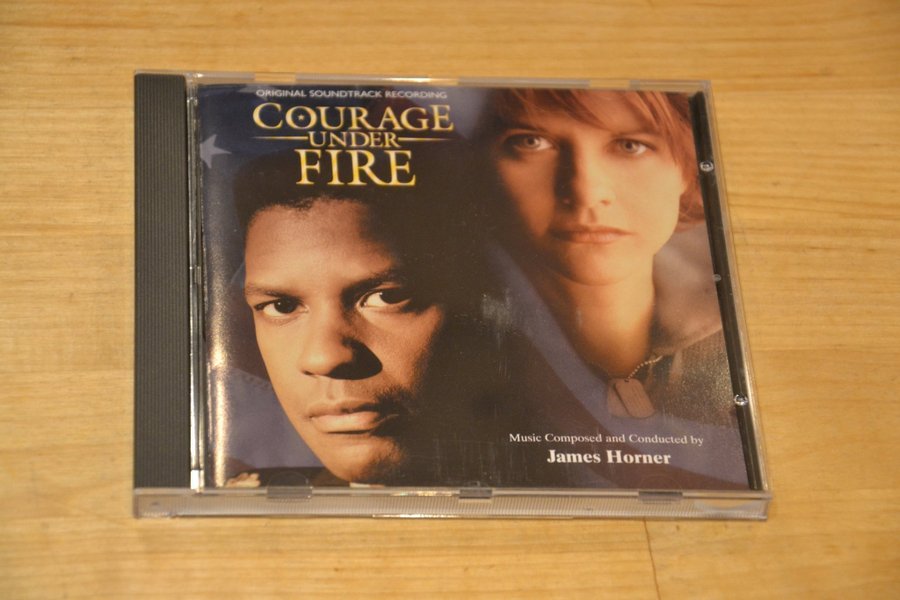 ORIGINAL SOUNDTRACK RECORDING
COURAGE
UNDER
FIRE
Music Composed and Conducted by
James Horner